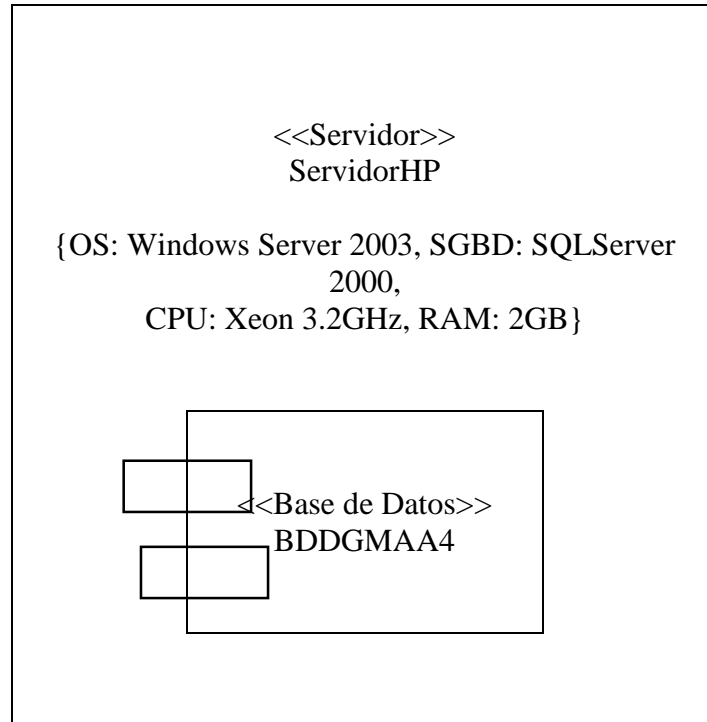 <<Servidor>>
ServidorHP
{OS: Windows Server 2003, SGBD: SQLServer
2000,
CPU: Xeon 3.2GHz, RAM: 2GB}
<<Base de Datos>>
BDDGMAA4